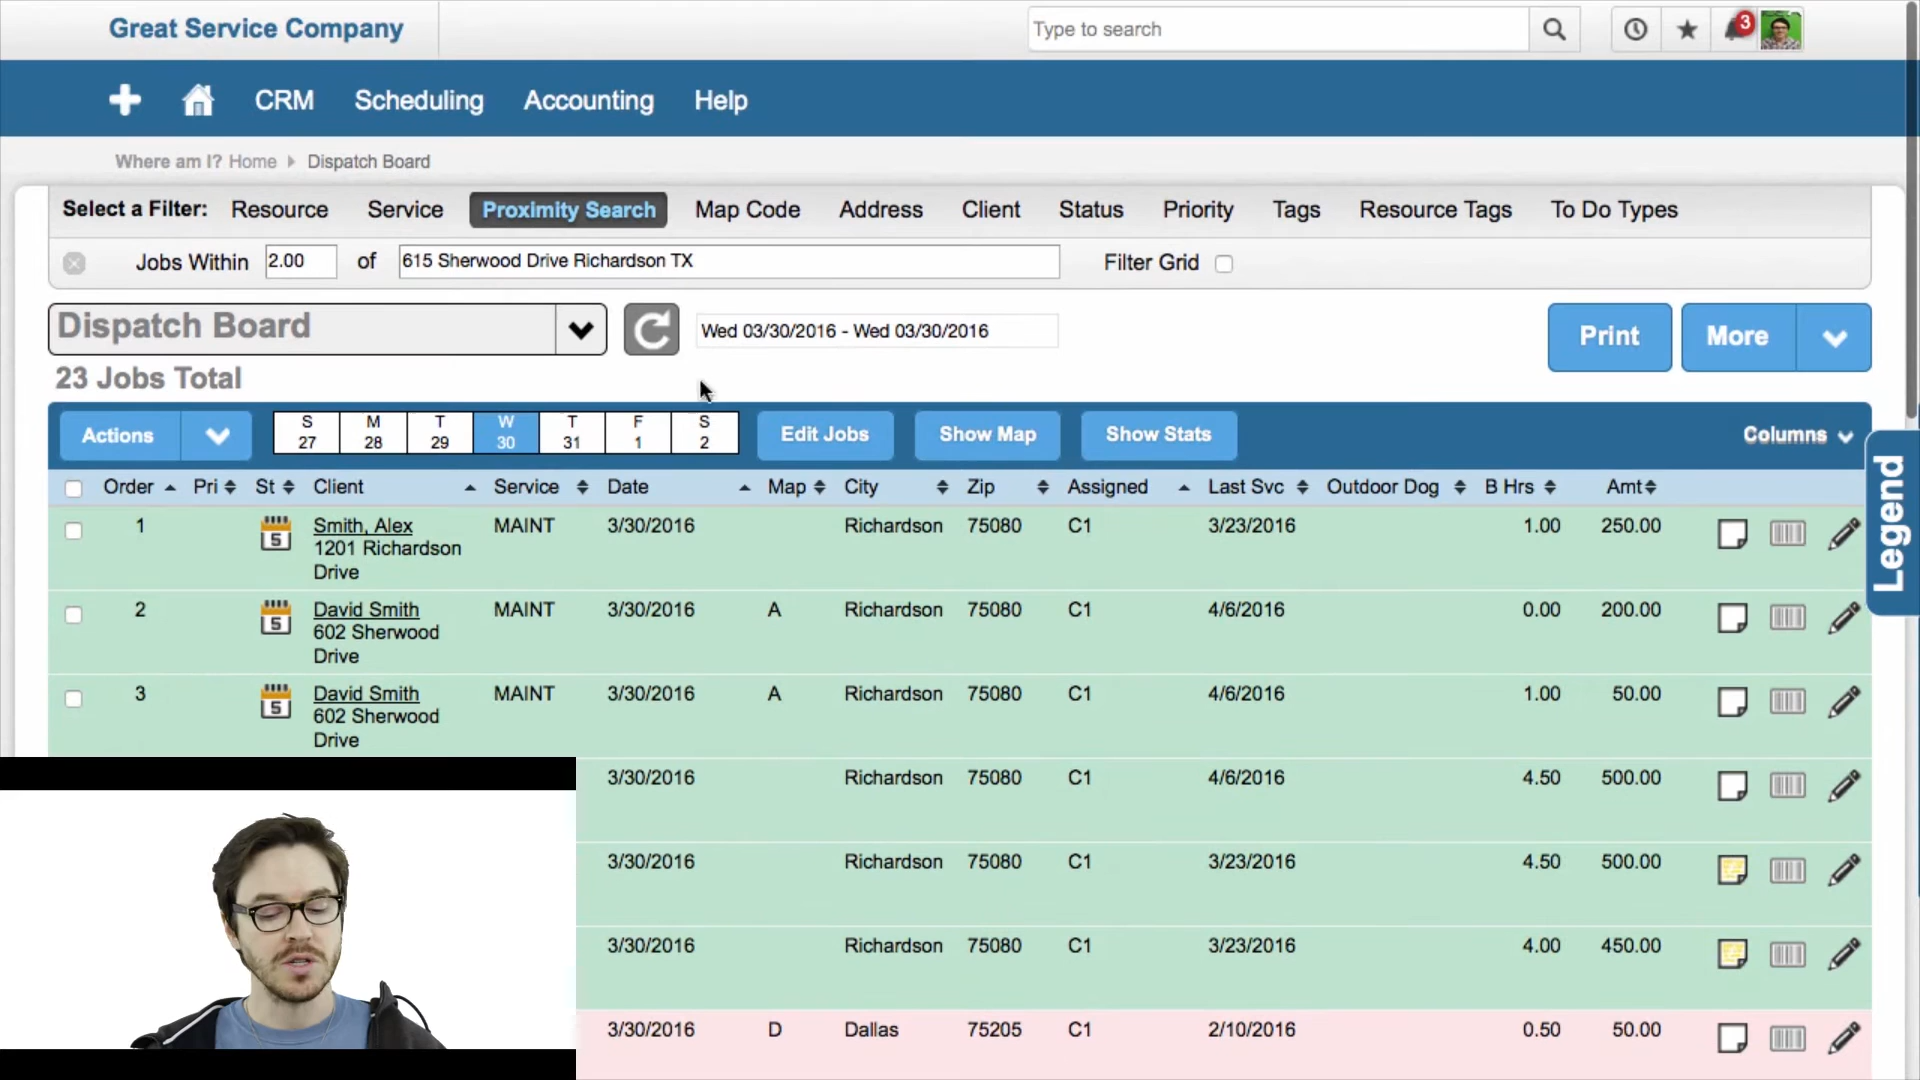 Great Service Company
Type to search
3
CRM Scheduling Accounting Help
Where am I? Home Dispatch Board
Select a Filter: Resource Service Proximity Search Map Code Address Client Status Priority Tags Resource Tags To Do Types
Jobs Within 2.00 of 615 Sherwood Drive Richardson TX Filter Grid
Dispatch Board Wed 03/30/2016 - Wed 03/30/2016 Print More
23 Jobs Total
Actions S M T W T F S Edit Jobs Show Map Show Stats Columns
27 28 29 30 31 1 2
Legend
Order Pri St Client Service Date Map City Zip Assigned Last Svc Outdoor Dog B Hrs Amt
1 5 Smith, Alex MAINT 3/30/2016 Richardson 75080 C1 3/23/2016 1.00 250.00
1201 Richardson
Drive
2 5 David Smith MAINT 3/30/2016 A Richardson 75080 C1 4/6/2016 0.00 200.00
602 Sherwood
Drive
3 5 David Smith MAINT 3/30/2016 A Richardson 75080 C1 4/6/2016 1.00 50.00
602 Sherwood
Drive
3/30/2016 Richardson 75080 C1 4/6/2016 4.50 500.00
3/30/2016 Richardson 75080 C1 3/23/2016 4.50 500.00
3/30/2016 Richardson 75080 C1 3/23/2016 4.00 450.00
3/30/2016 D Dallas 75205 C1 2/10/2016 0.50 50.00